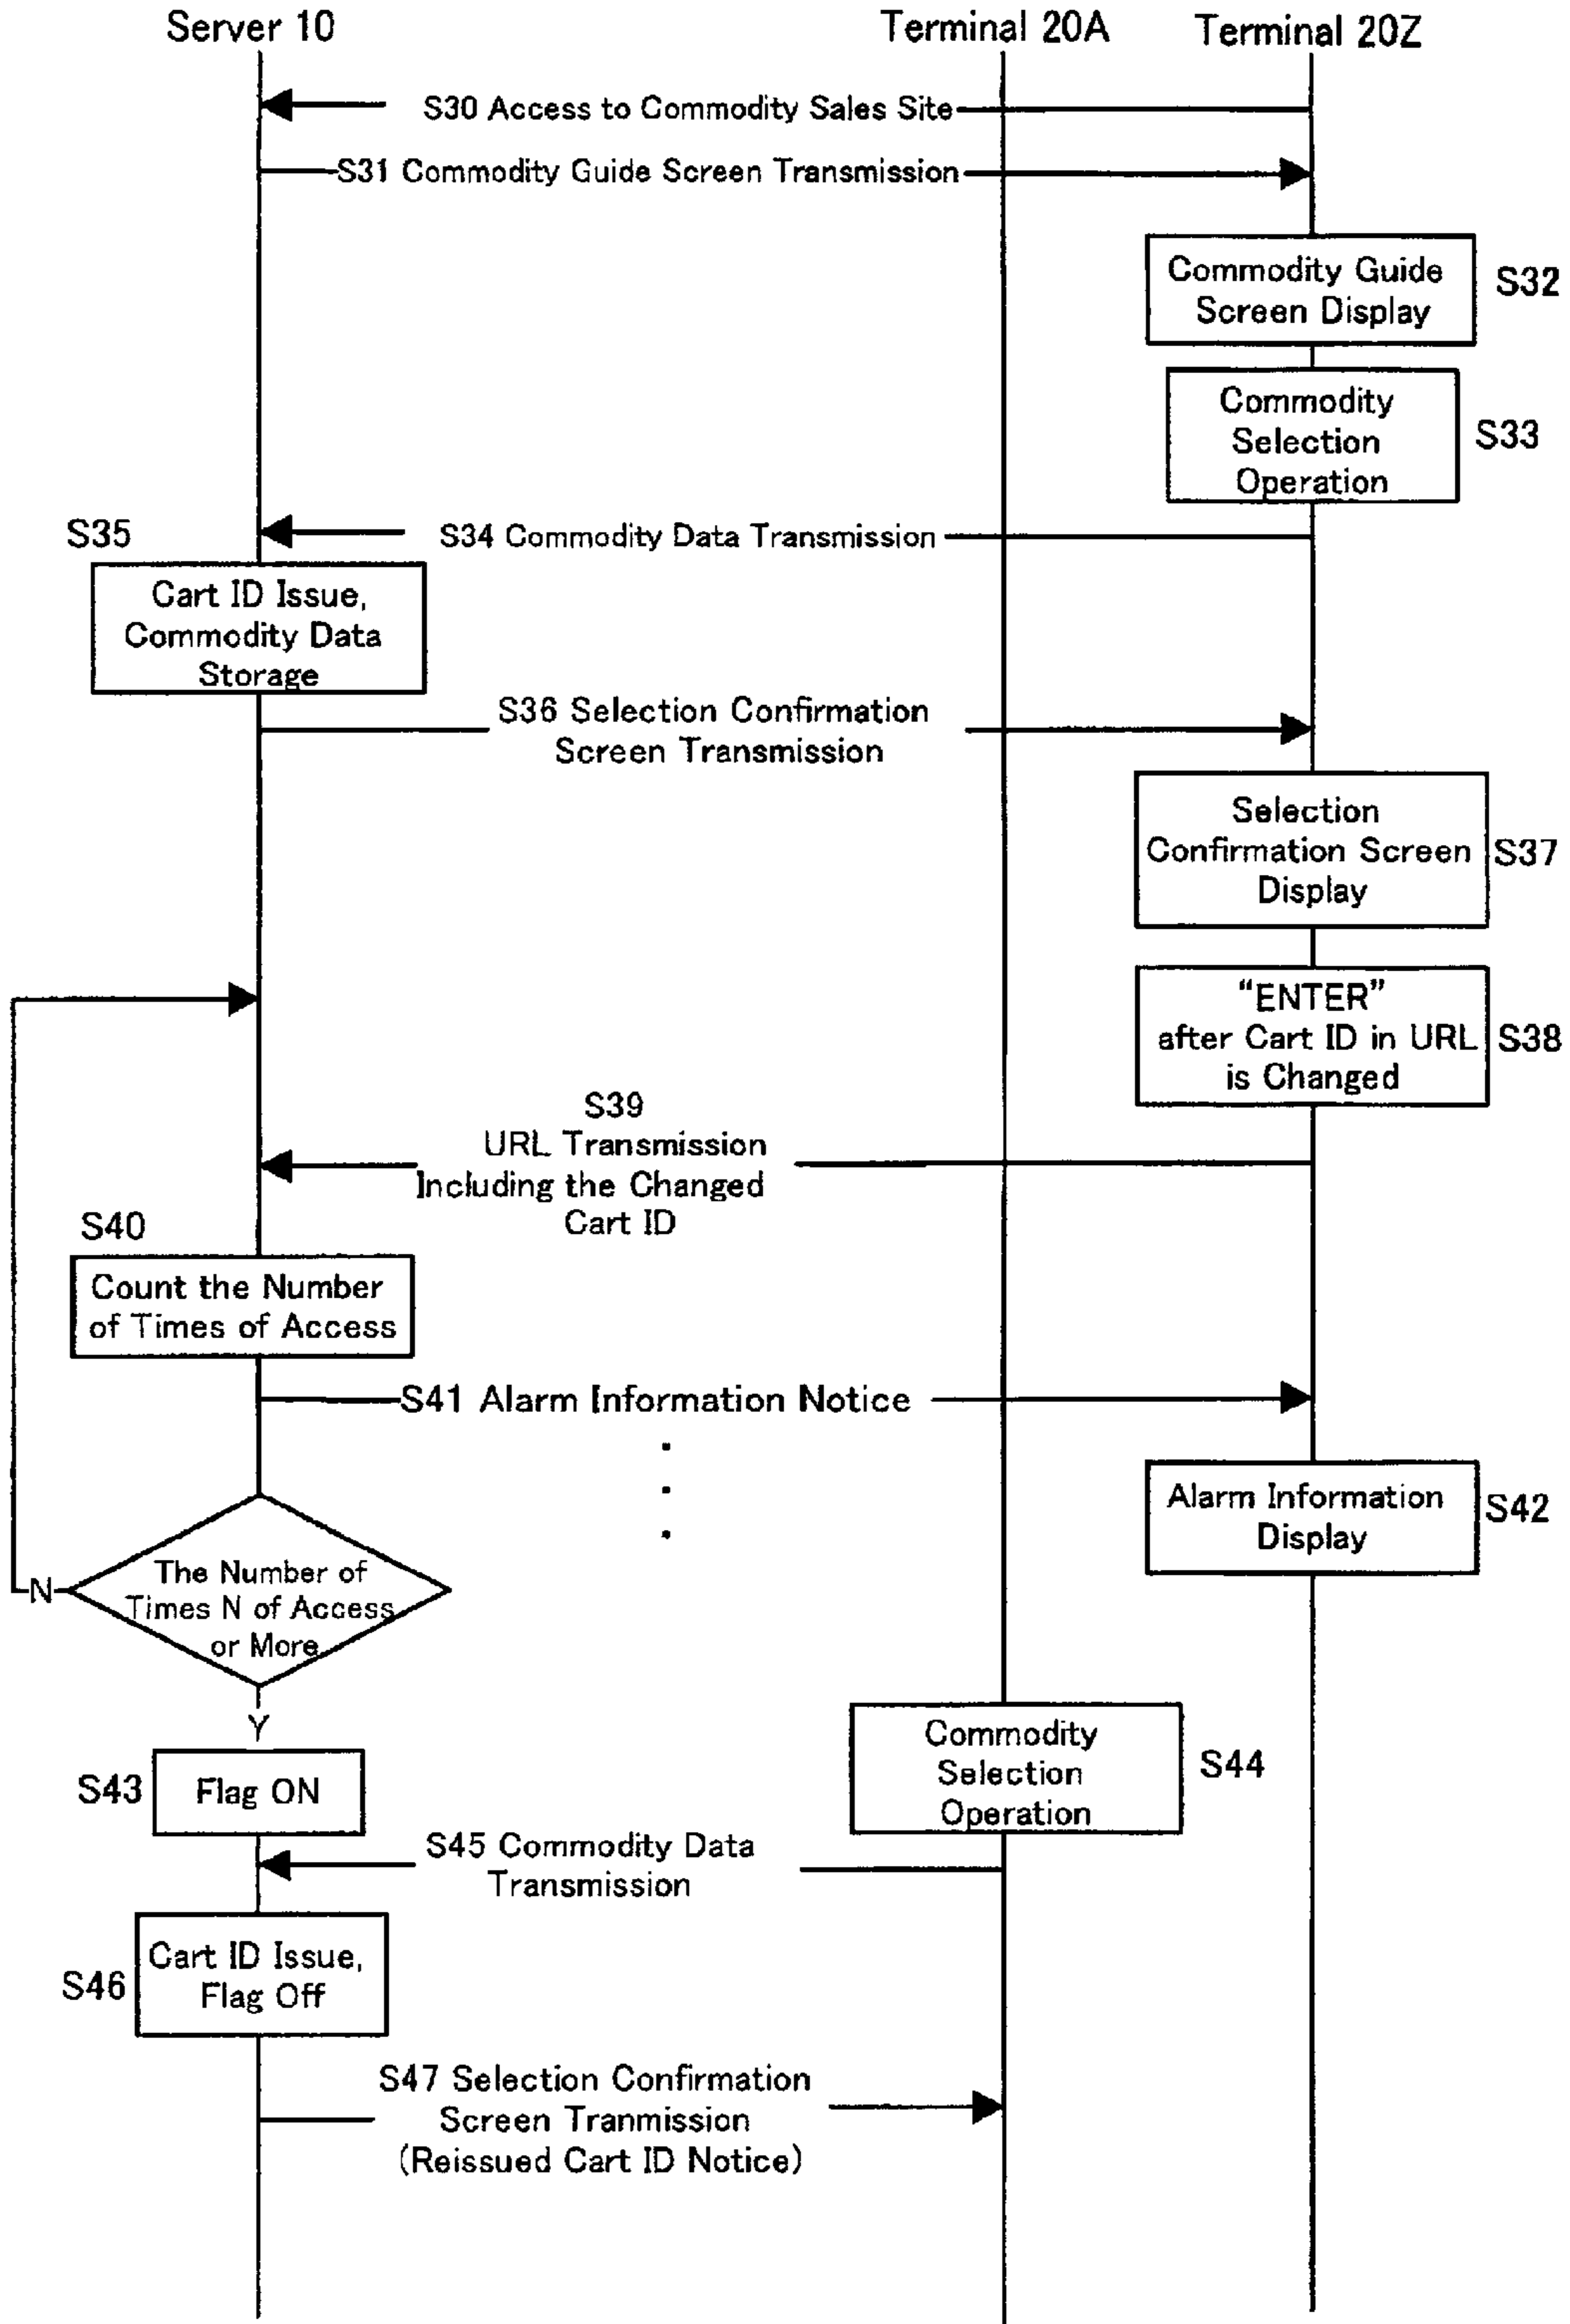 Server 10
Terminal 20A
Terminal 20Z
S30 Access to Commodity Sales Site
S31 Commodity Guide Screen Transmission
Commodity Guide
Screen Display
S32
Commodity
Selection
Operation
S33
S34 Commodity Data Transmission
S35
Cart ID Issue,
Commodity Data
Storage
S36 Selection Confirmation
Screen Transmission
Selection
Confirmation Screen
Display
S37
“ENTER”
after Cart ID in URL
is Changed
S38
S39
URL Transmission
Including the Changed
Cart ID
S40
Count the Number
of Times of Access
S41 Alarm Information Notice
Alarm Information
Display
S42
The Number of
Times N of Access
or More
N
Y
S43
Flag ON
Commodity
Selection
Operation
S44
S45 Commodity Data
Transmission
Cart ID Issue,
Flag Off
S46
S47 Selection Confirmation
Screen Tranmission
(Reissued Cart ID Notice)